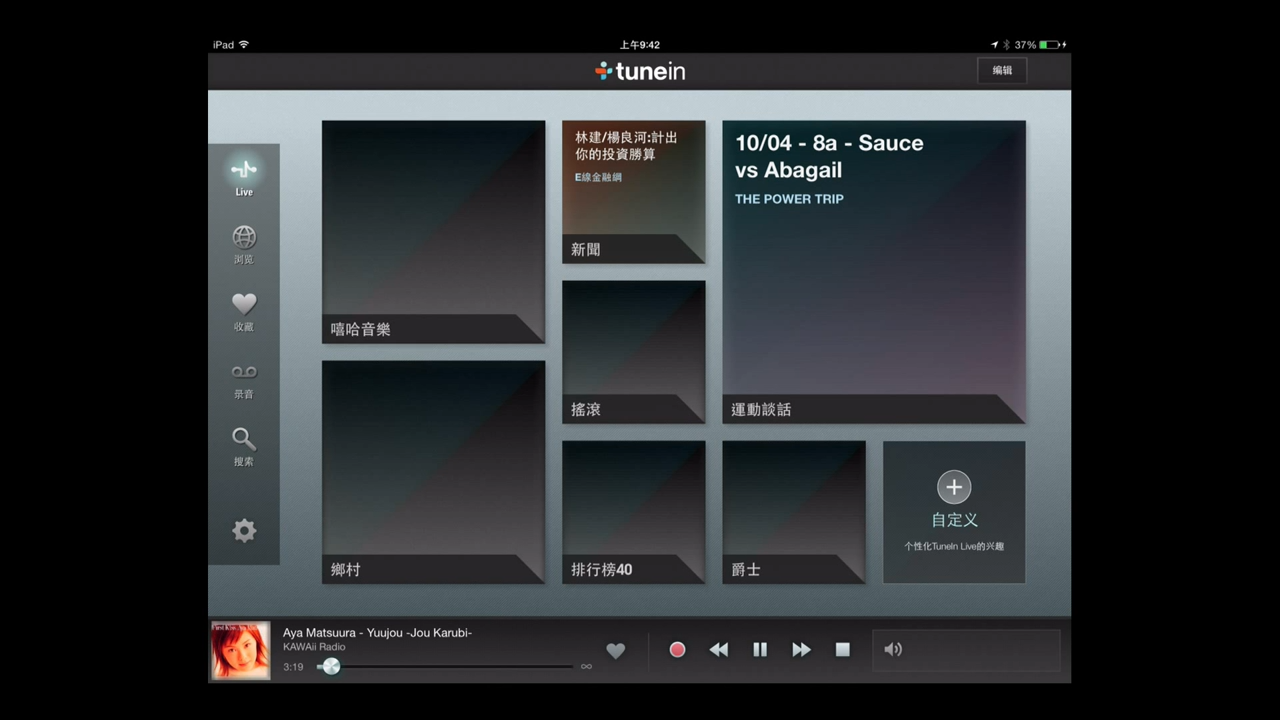 iPad
上午9:42
37%
tunein
编辑
Live
浏览
收藏
录音
搜索
嘻哈音樂
林建/楊良河:計出
你的投資勝算
E線金融網
新聞
10/04 - 8a - Sauce
vs Abagail
THE POWER TRIP
搖滾
運動談話
鄉村
排行榜40
爵士
自定义
个性化TuneIn Live的兴趣
Aya Matsuura - Yuujou -Jou Karubi-
KAWAii Radio
3:19
∞